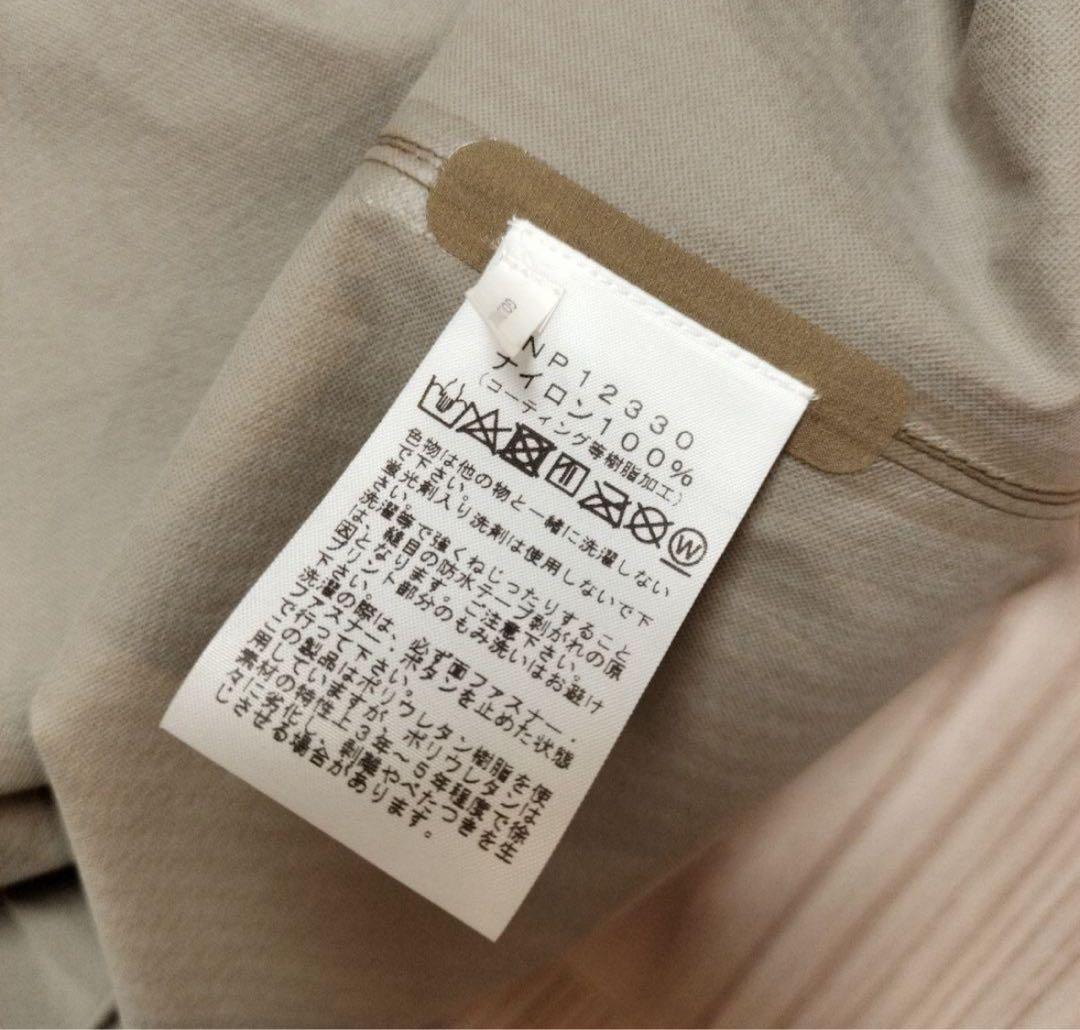 NP12330
ナイロン100%
(コーティング等樹脂加工)
W
色物は他の物と一緒に洗濯しない
で下さい。
蛍光剤入り洗剤は使用しないで下
さい。
洗濯等で強くねじったりすること
は、縫目の防水テープ剥がれの原
因となります。ご注意下さい。
プリント部分のもみ洗いはお避け
下さい。
洗濯の際は、必ず面ファスナー・
ファスナー・ボタンを止めた状態
で行って下さい。
この製品はポリウレタン樹脂を使
用していますが、ポリウレタンは
素材の特性上3年〜5年程度で徐
々に劣化し、剥離やべたつきを生
じさせる場合があります。